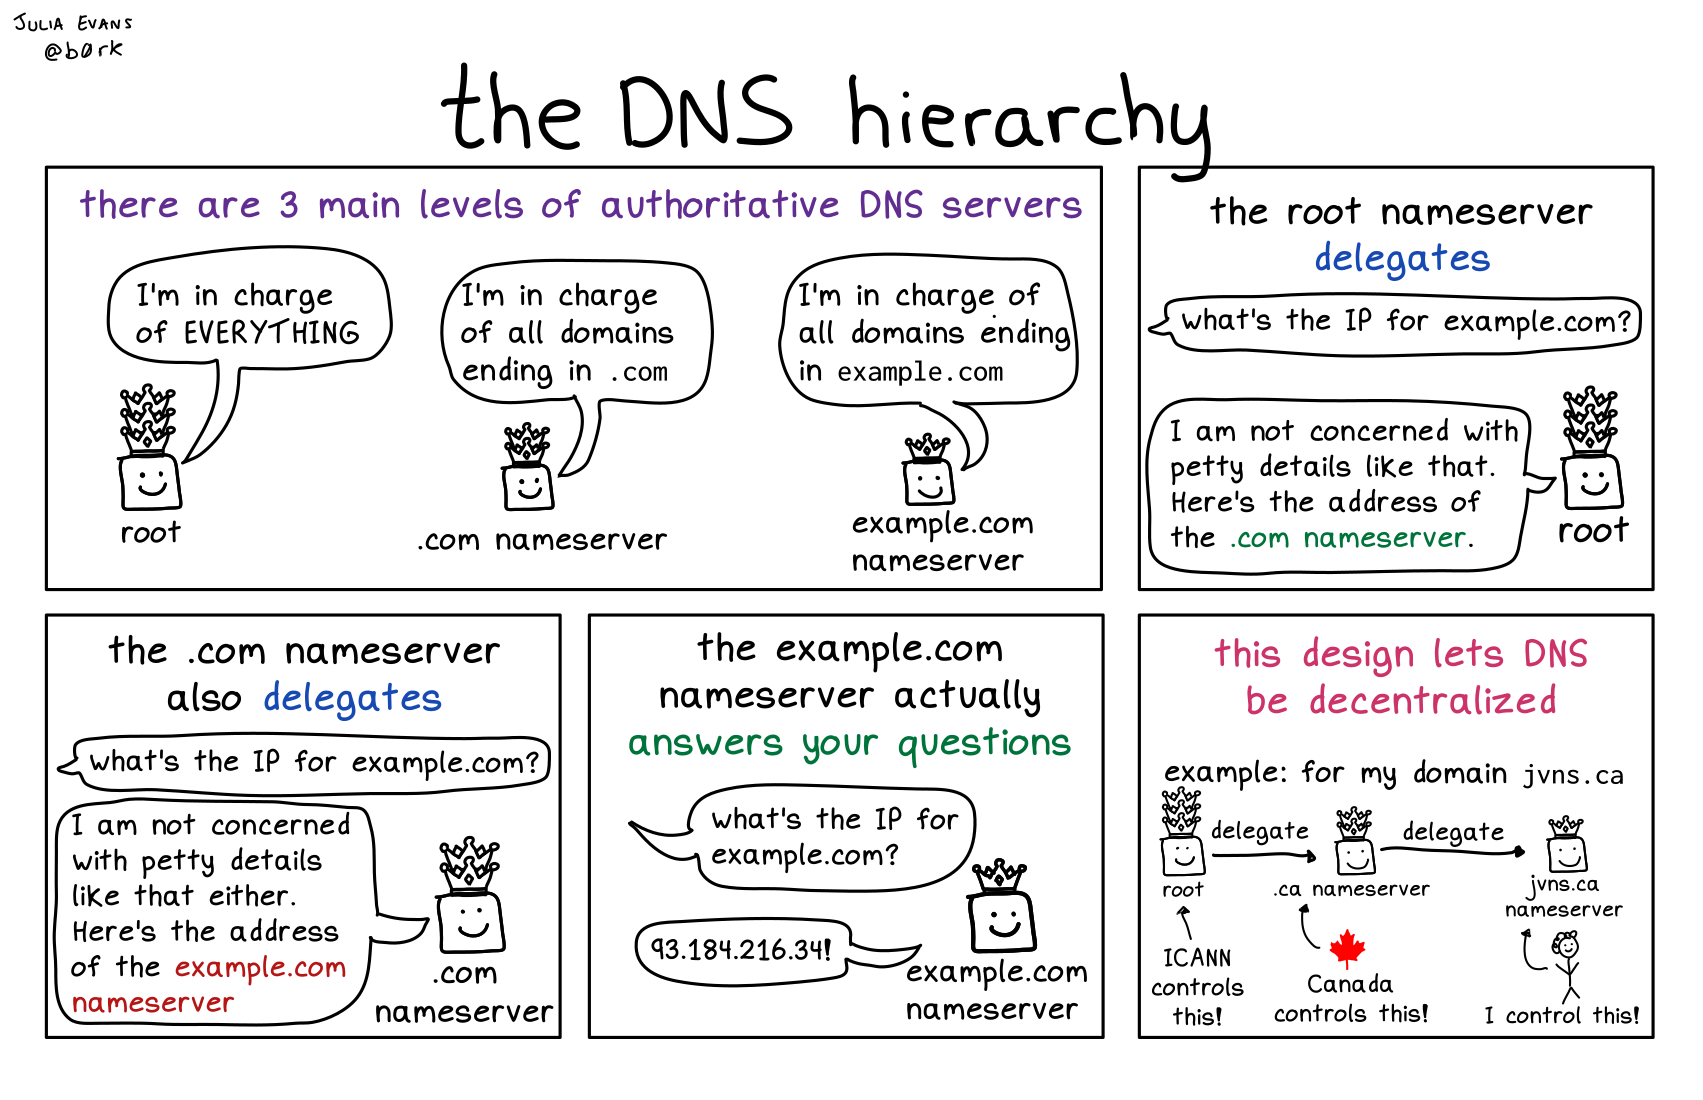 JULIA EVANS
@b0rk
the DNS hierarchy
there are 3 main levels of authoritative DNS servers
I'm in charge
of EVERYTHING
root
I'm in charge
of all domains
ending in .com
.com nameserver
I'm in charge of
all domains ending
in example.com
example.com
nameserver
the root nameserver
delegates
what's the IP for example.com?
I am not concerned with
petty details like that.
Here's the address of
the .com nameserver.
root
the .com nameserver
also delegates
what's the IP for example.com?
I am not concerned
with petty details
like that either.
Here's the address
of the example.com
nameserver
.com
nameserver
the example.com
nameserver actually
answers your questions
what's the IP for
example.com?
93.184.216.34!
example.com
nameserver
this design lets DNS
be decentralized
example: for my domain jvns.ca
delegate
delegate
root
.ca nameserver
jvns.ca
nameserver
ICANN
controls
this!
Canada
controls this!
I control this!